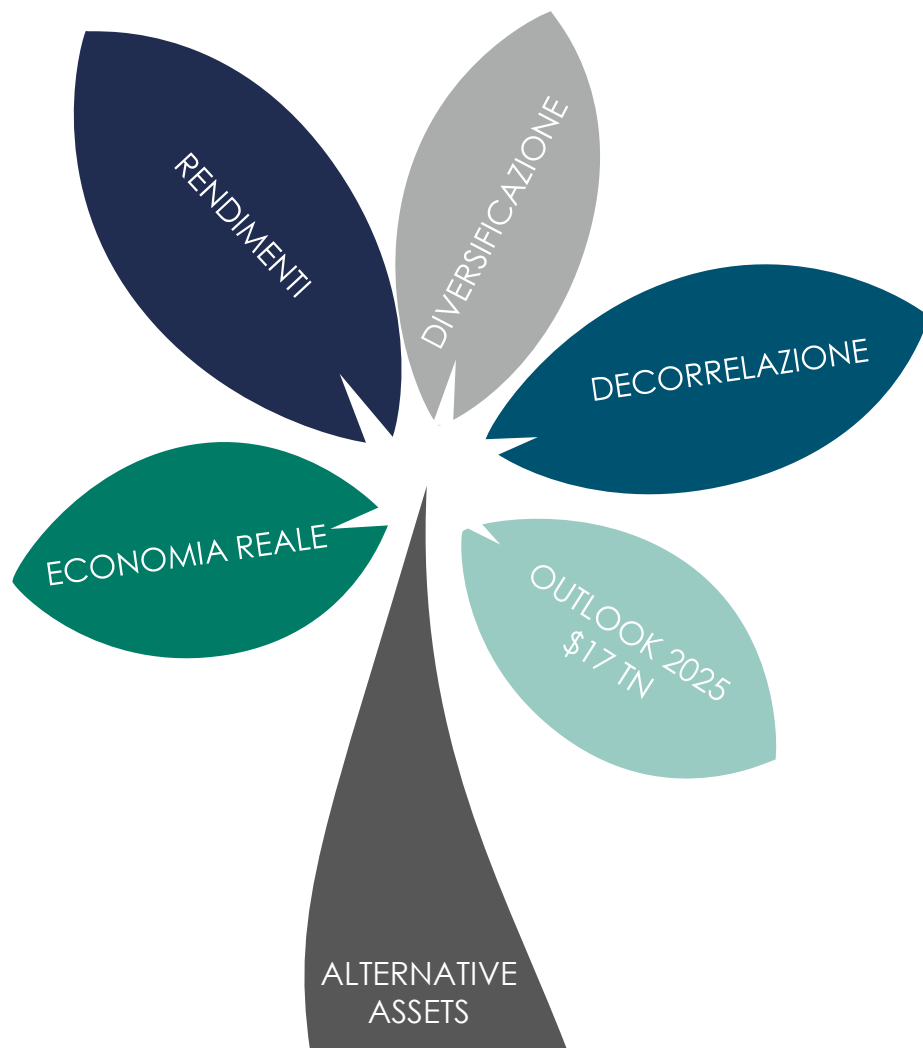 RENDIMENTI
DIVERSIFICAZIONE
DECORRELAZIONE
ECONOMIA REALE
OUTLOOK 2025
$17 TN
ALTERNATIVE
ASSETS